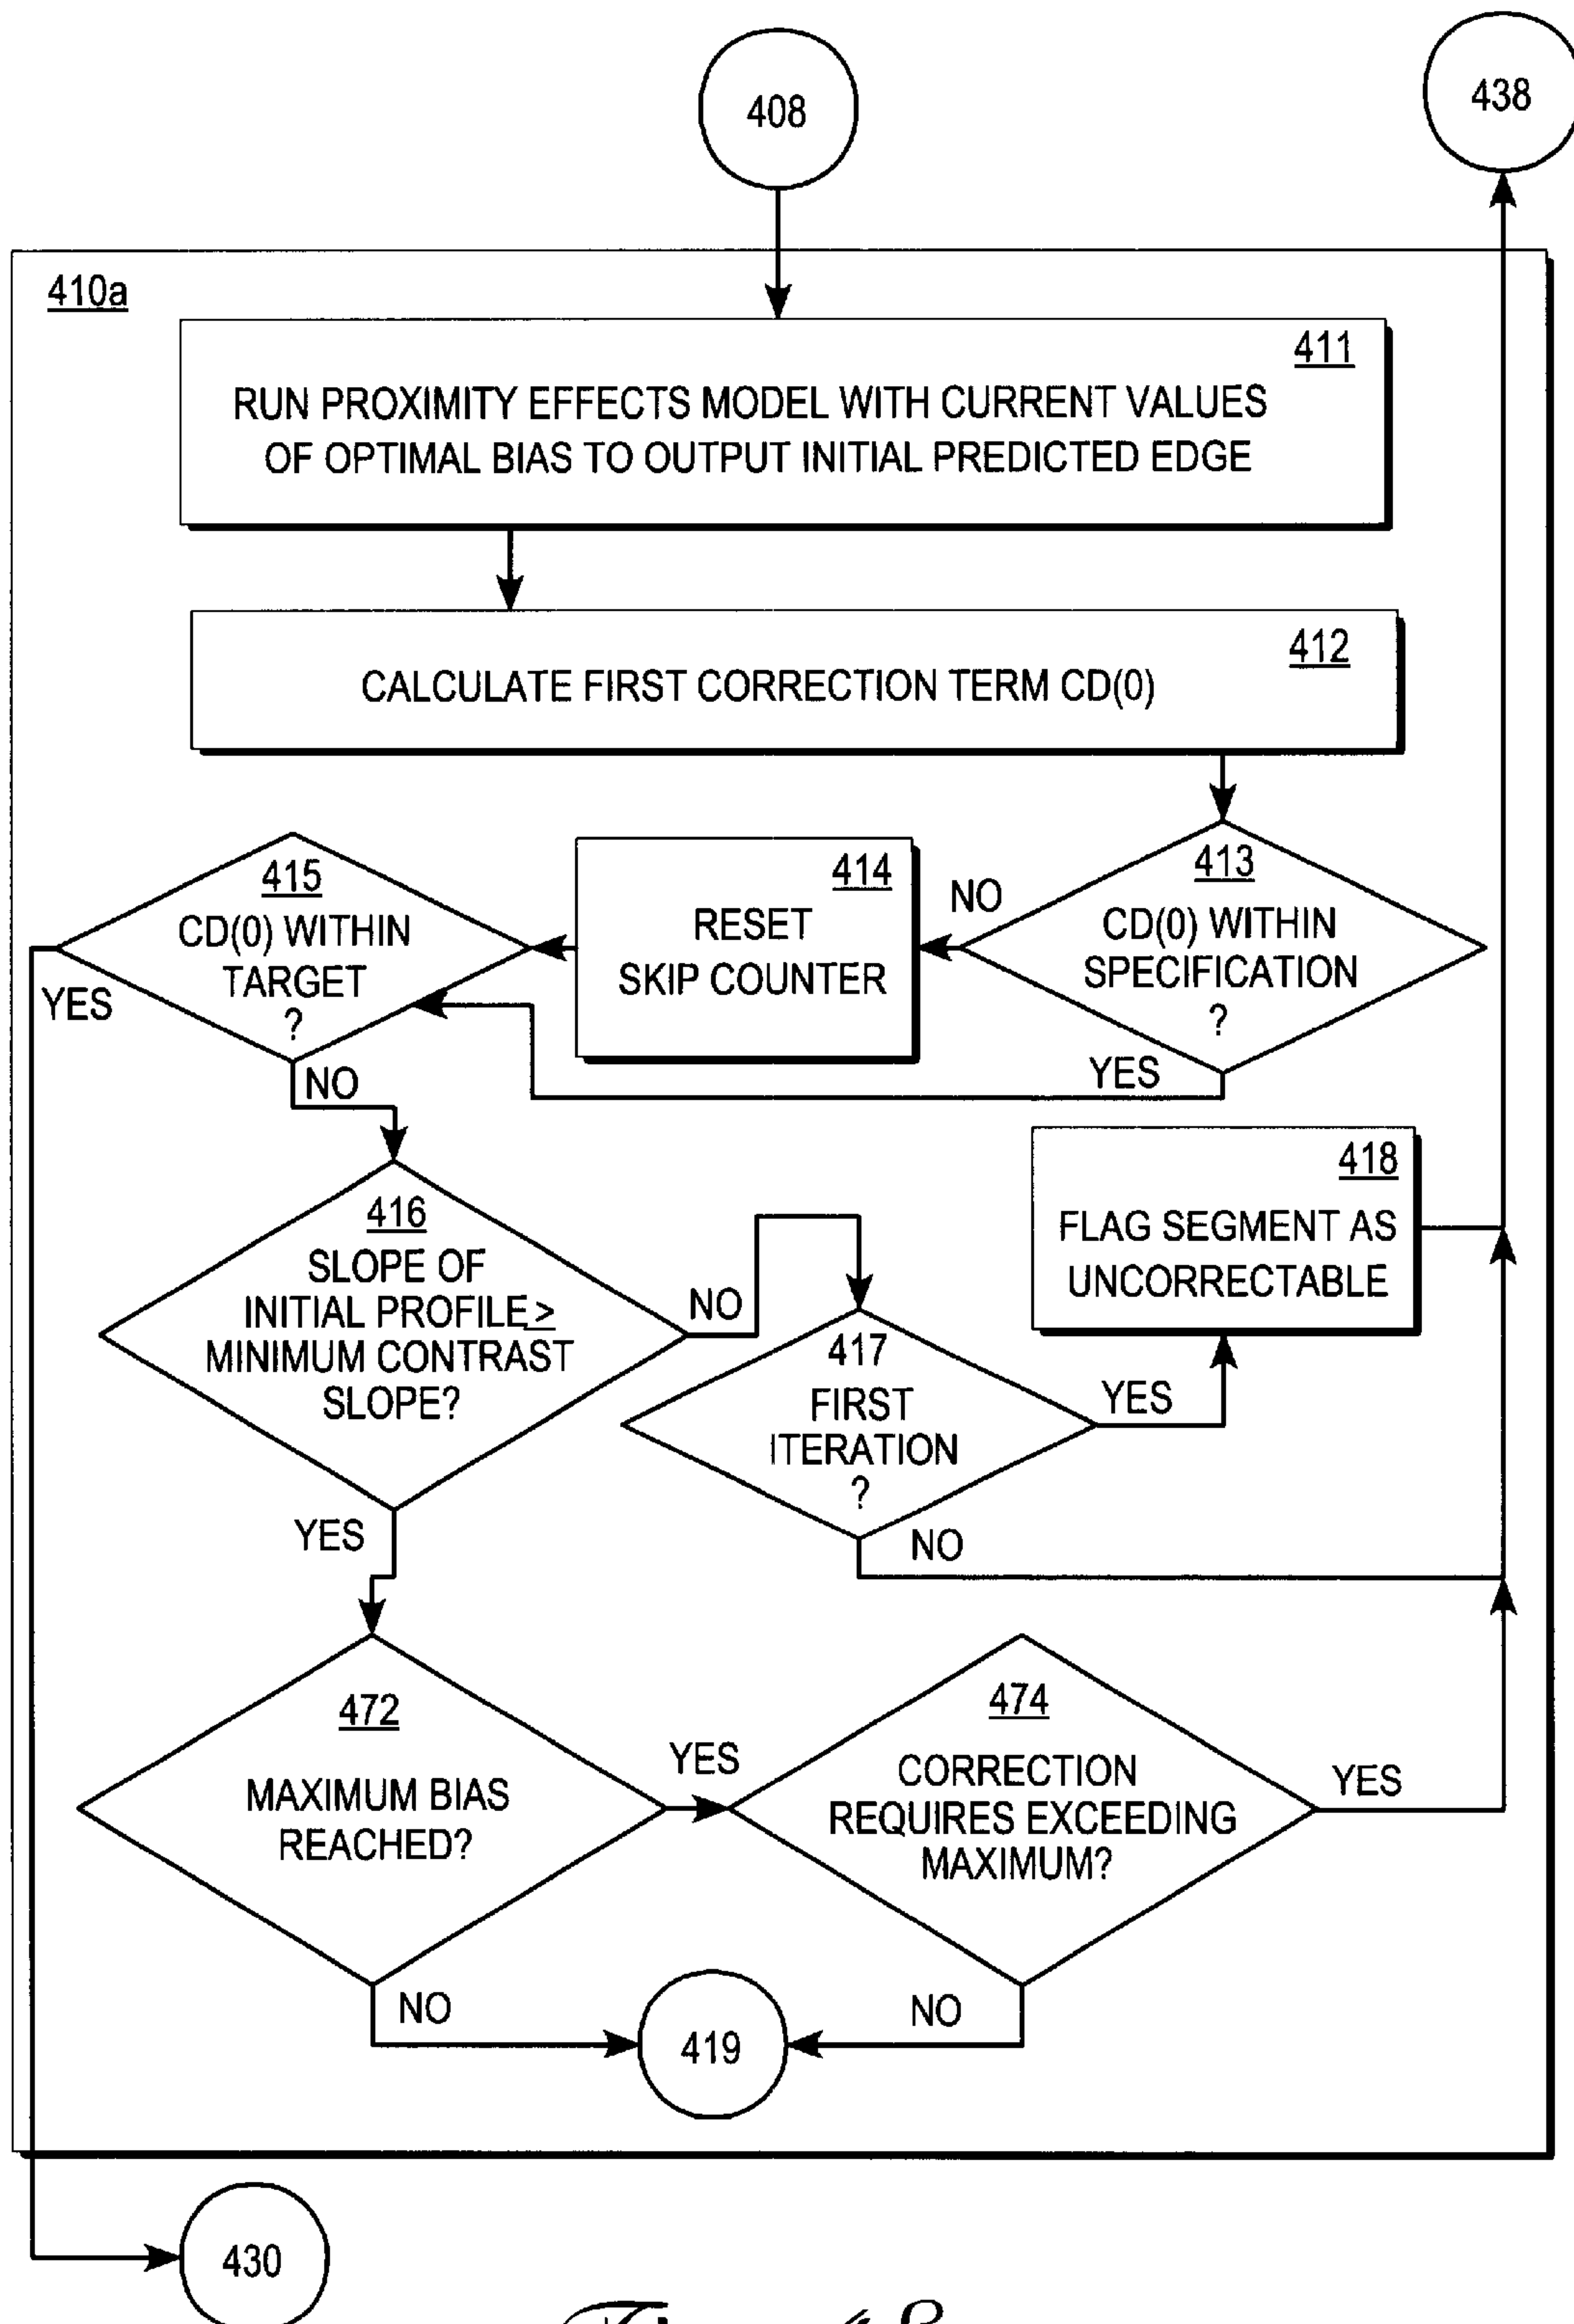 408
438
410a
411
RUN PROXIMITY EFFECTS MODEL WITH CURRENT VALUES
OF OPTIMAL BIAS TO OUTPUT INITIAL PREDICTED EDGE
412
CALCULATE FIRST CORRECTION TERM CD(0)
415
CD(0) WITHIN
TARGET
?
YES
NO
414
RESET
SKIP COUNTER
NO
413
CD(0) WITHIN
SPECIFICATION
?
YES
416
SLOPE OF
INITIAL PROFILE ≥
MINIMUM CONTRAST
SLOPE?
NO
YES
417
FIRST
ITERATION
?
YES
NO
418
FLAG SEGMENT AS
UNCORRECTABLE
472
MAXIMUM BIAS
REACHED?
YES
NO
474
CORRECTION
REQUIRES EXCEEDING
MAXIMUM?
YES
NO
419
430